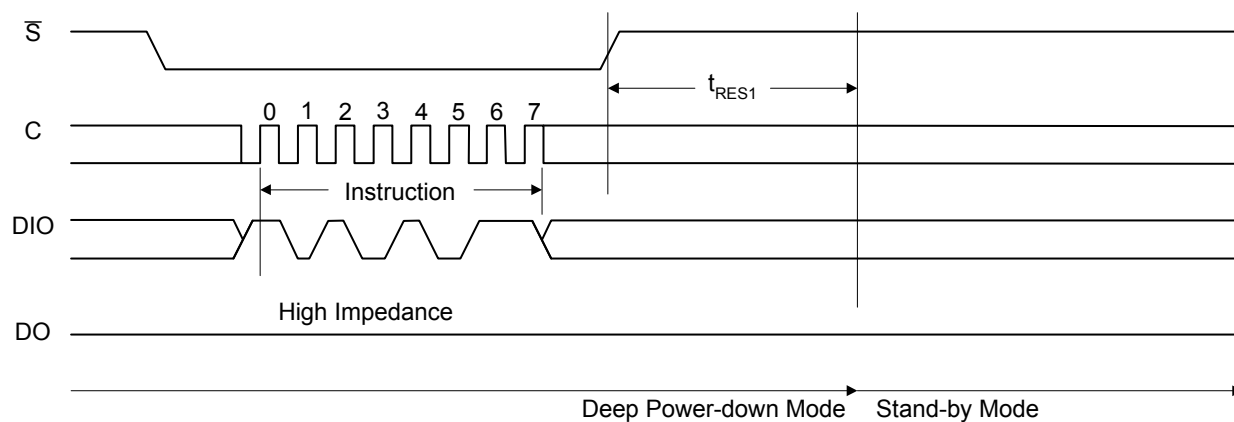 S̅
t_RES1
0 1 2 3 4 5 6 7
C
Instruction
DIO
High Impedance
DO
Deep Power-down Mode Stand-by Mode